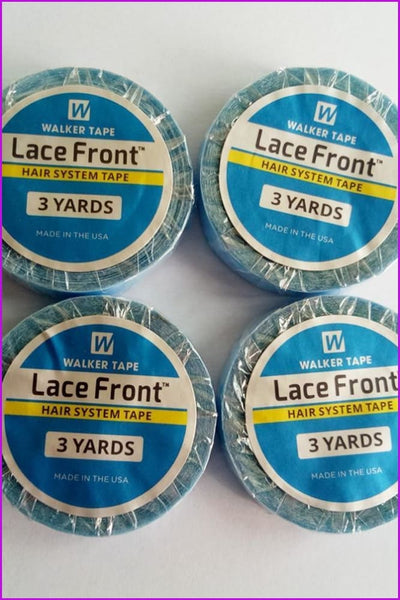 W
WALKER TAPE
Lace Front™
HAIR SYSTEM TAPE
3 YARDS
MADE IN THE USA
W
WALKER TAPE
Lace Front™
HAIR SYSTEM TAPE
3 YARDS
MADE IN THE USA
W
WALKER TAPE
Lace Front™
HAIR SYSTEM TAPE
3 YARDS
MADE IN THE USA
W
WALKER TAPE
Lace Front
HAIR SYSTEM TAPE
3 YARDS
MADE IN THE USA